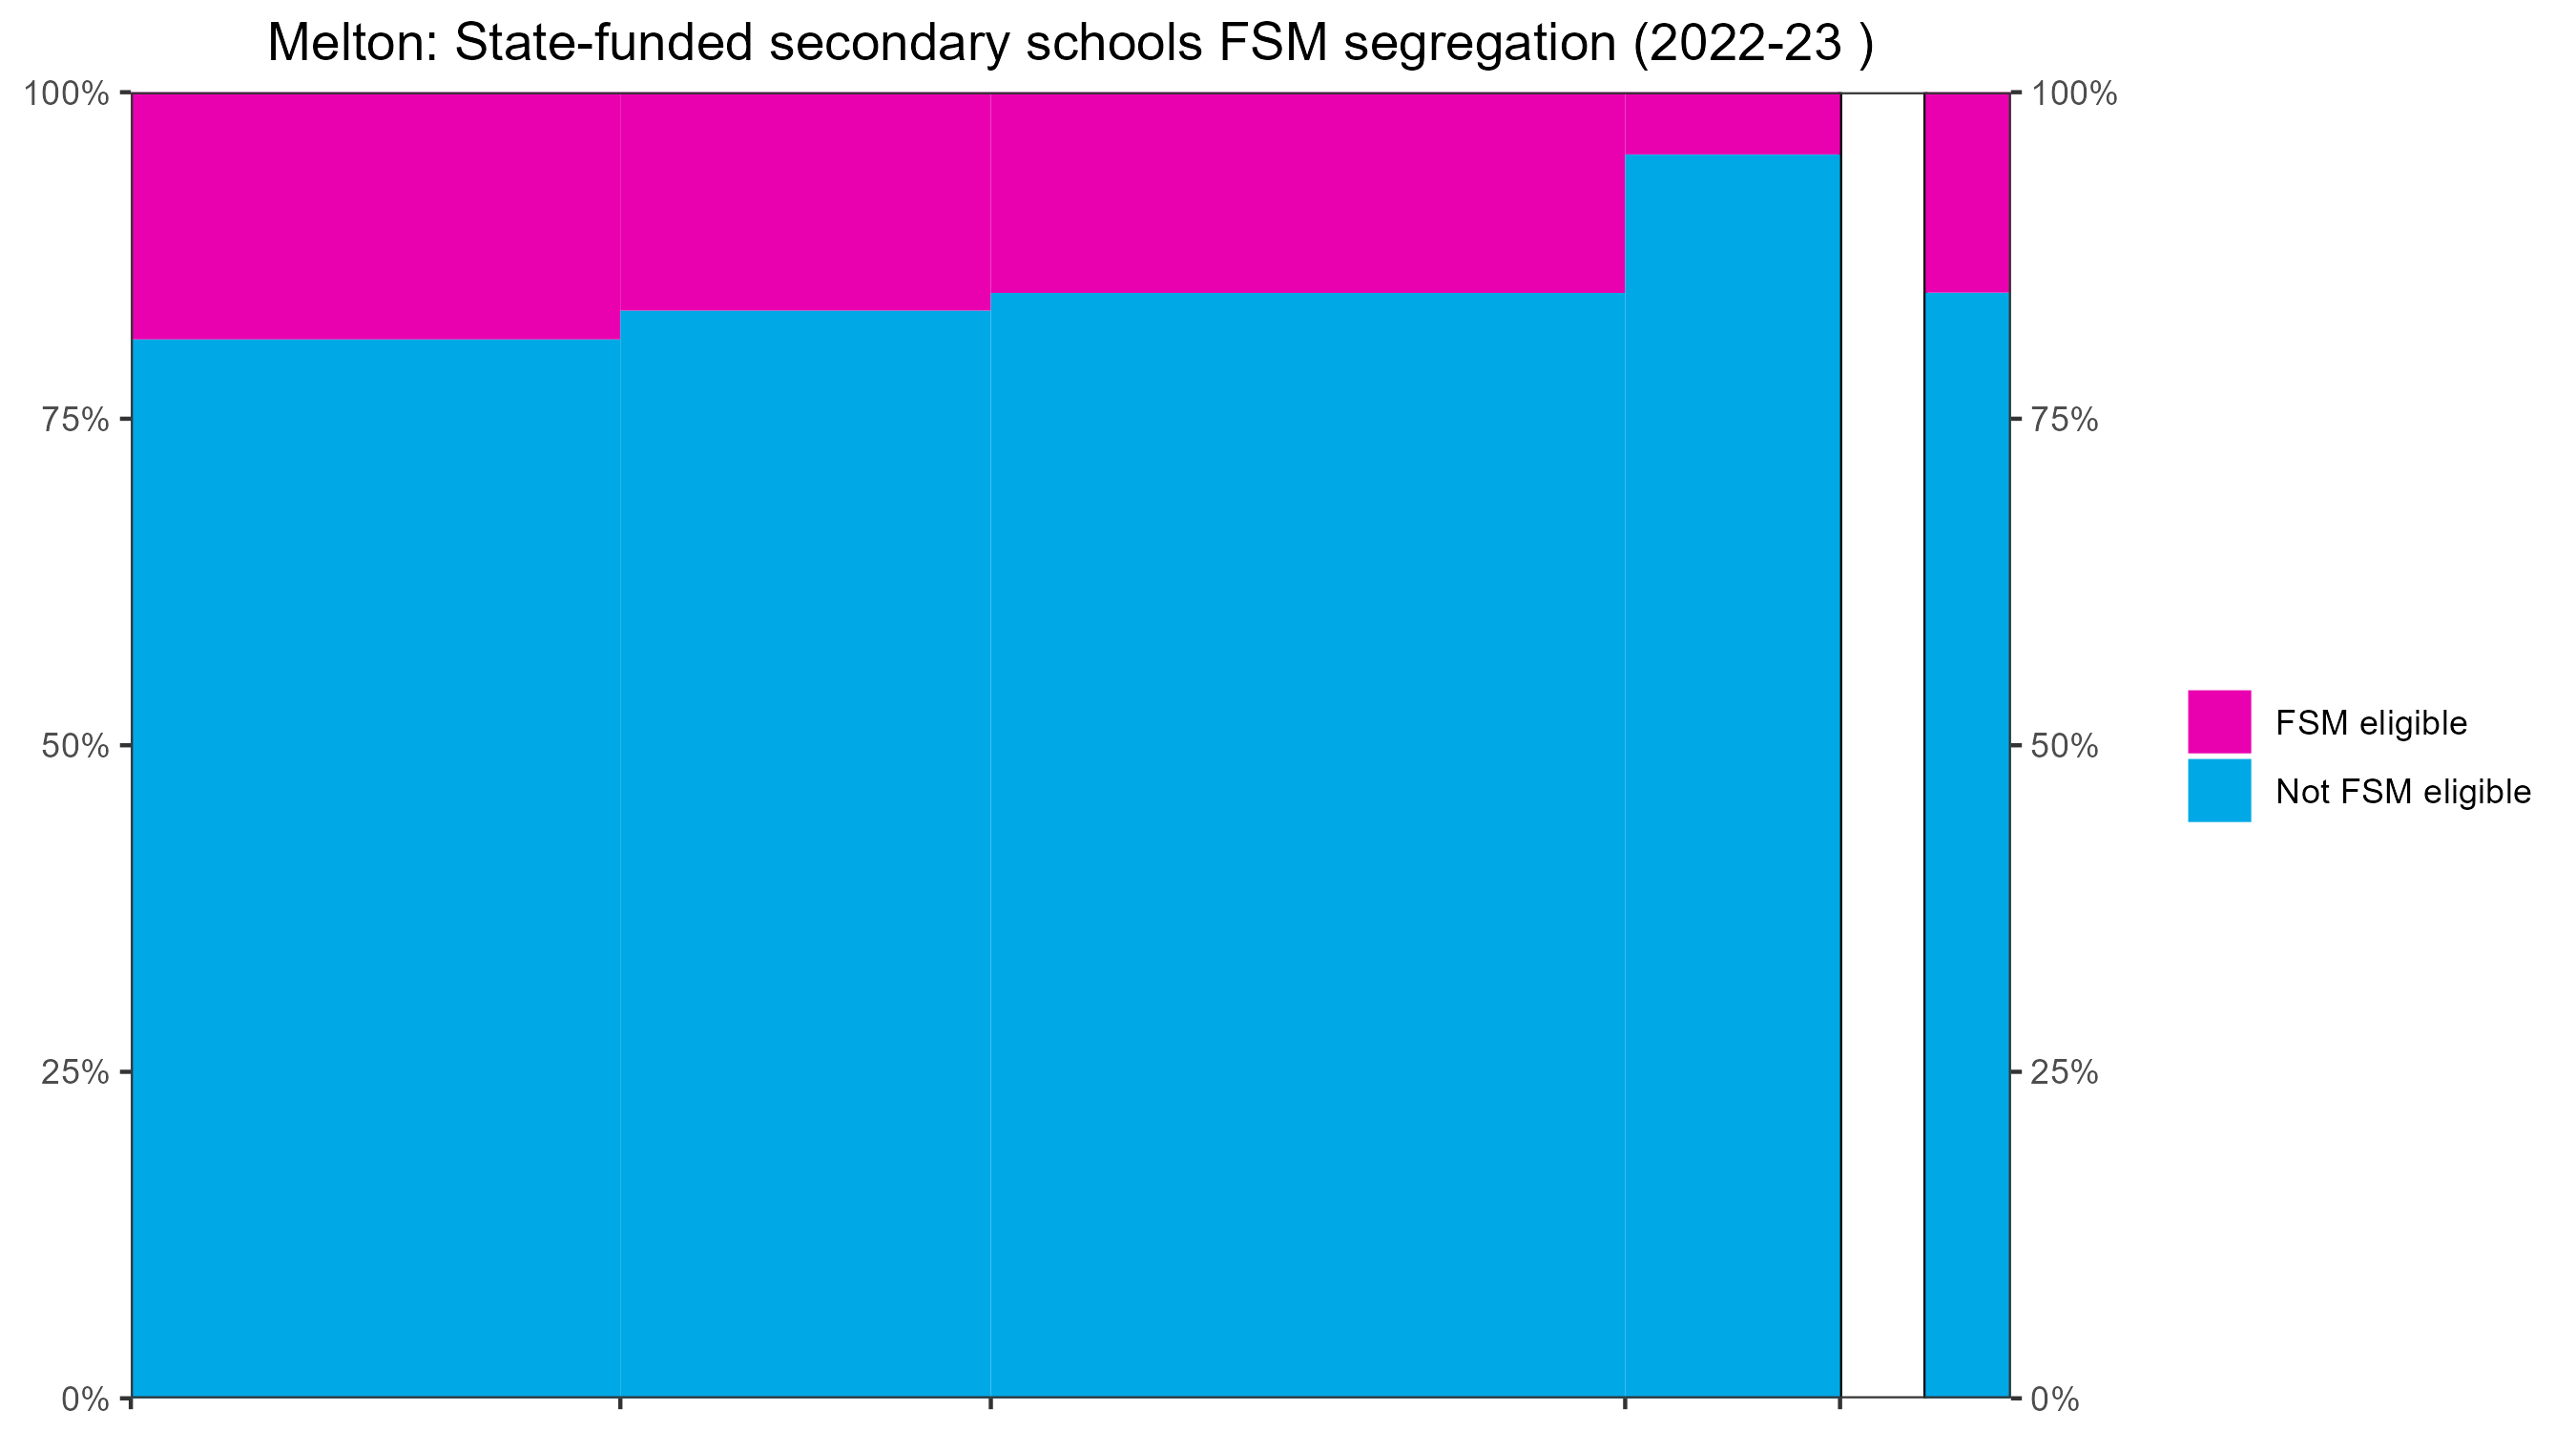 Melton: State-funded secondary schools FSM segregation (2022-23 )
100% 100%
75% 75%
50% 50%
25% 25%
0% 0%
FSM eligible
Not FSM eligible